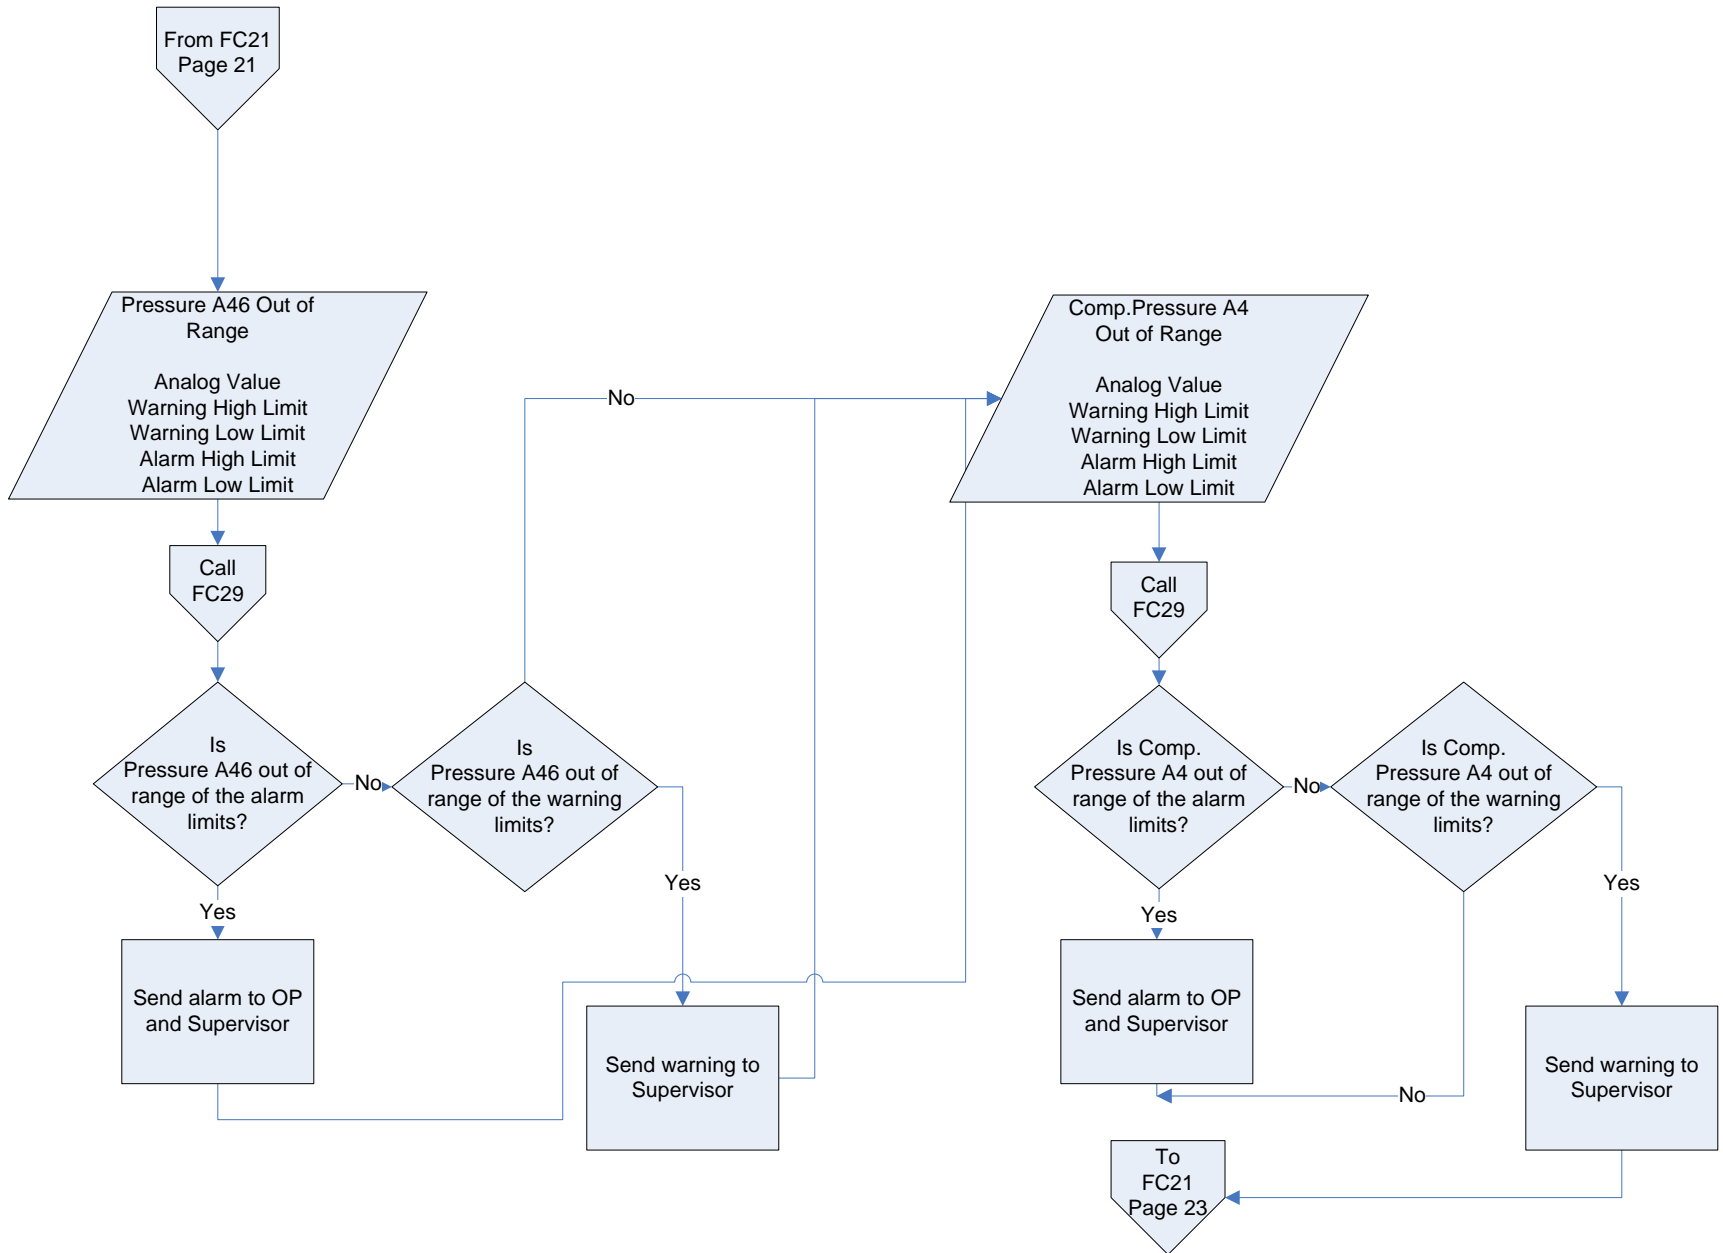 From FC21
Page 21
Pressure A46 Out of
Range
Analog Value
Warning High Limit
Warning Low Limit
Alarm High Limit
Alarm Low Limit
Call
FC29
Is
Pressure A46 out of
range of the alarm
limits?
No
Is
Pressure A46 out of
range of the warning
limits?
No
Yes
Send alarm to OP
and Supervisor
Yes
Send warning to
Supervisor
Comp.Pressure A4
Out of Range
Analog Value
Warning High Limit
Warning Low Limit
Alarm High Limit
Alarm Low Limit
Call
FC29
Is Comp.
Pressure A4 out of
range of the alarm
limits?
No
Is Comp.
Pressure A4 out of
range of the warning
limits?
Yes
Send alarm to OP
and Supervisor
No
Yes
Send warning to
Supervisor
To
FC21
Page 23